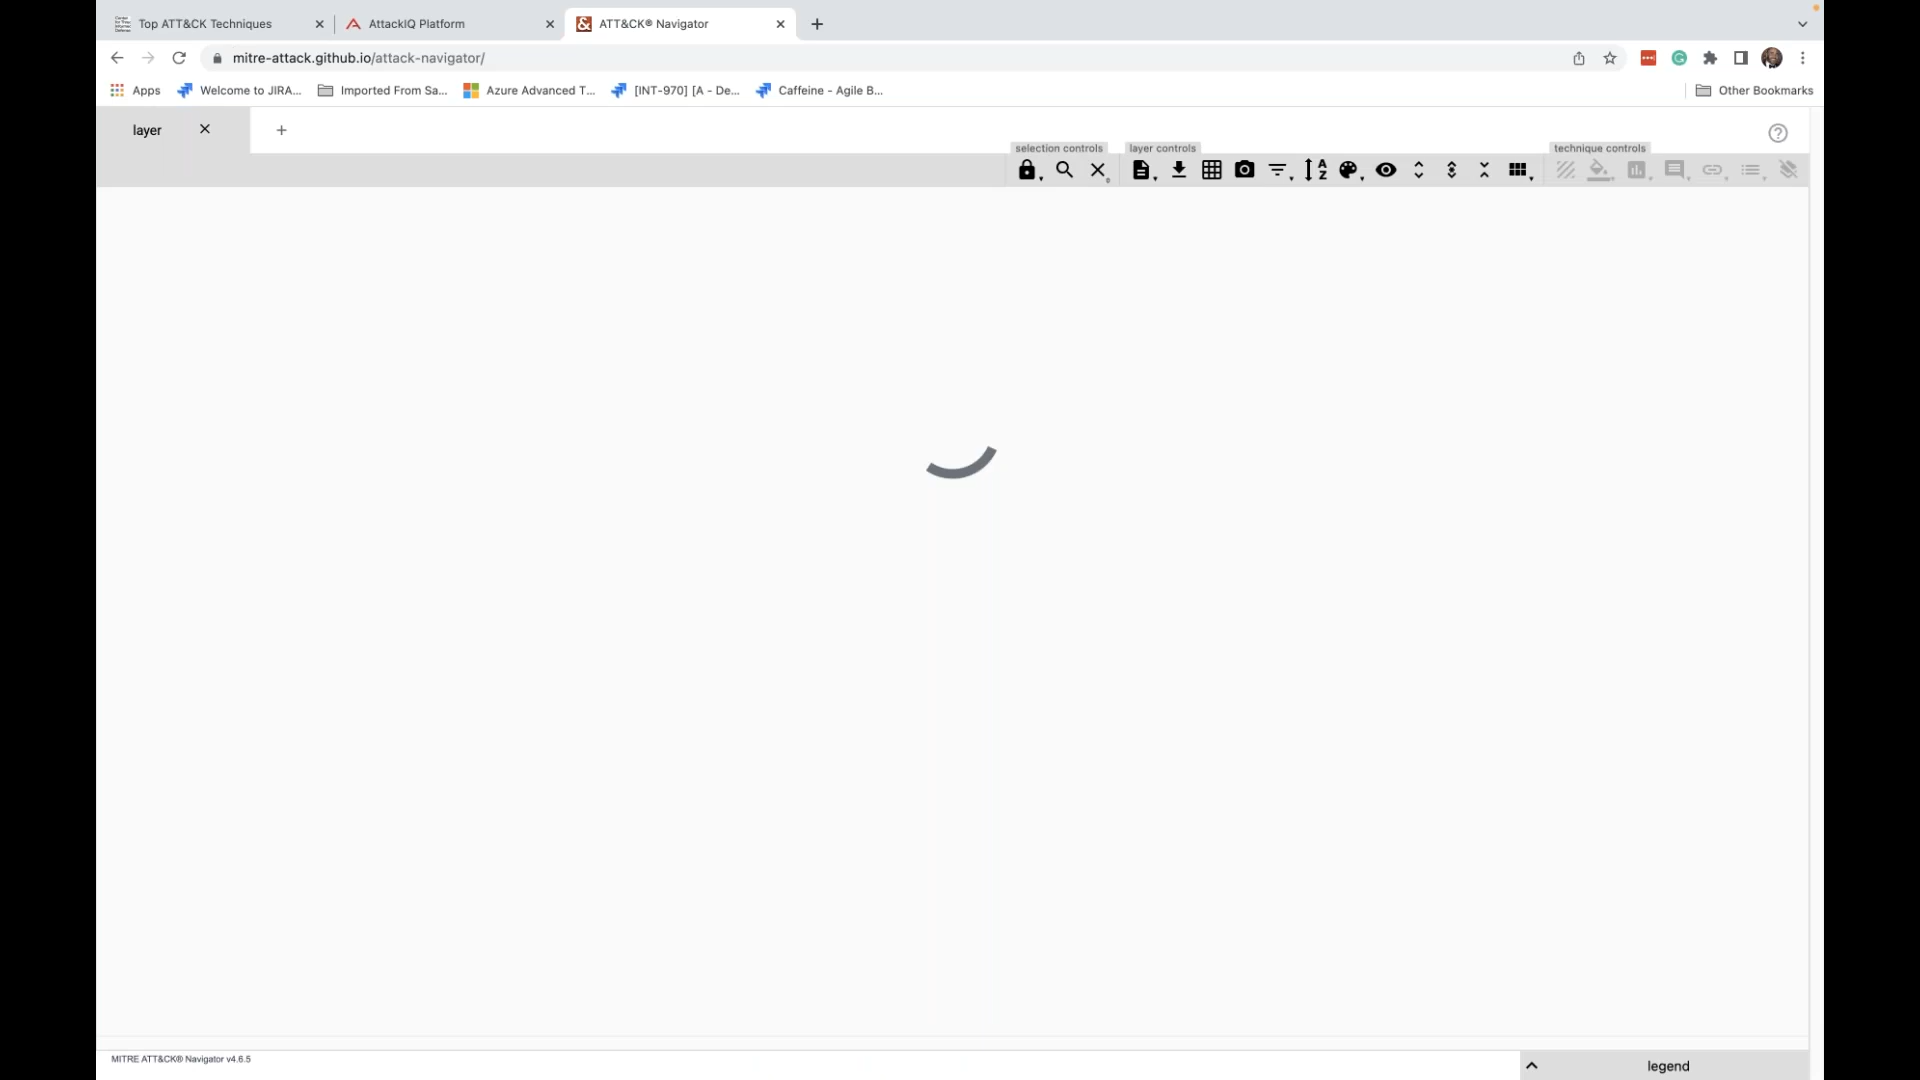 Top ATT&CK Techniques
AttackIQ Platform
ATT&CK® Navigator
mitre-attack.github.io/attack-navigator/
Apps
Welcome to JIRA...
Imported From Sa...
Azure Advanced T...
[INT-970] [A - De...
Caffeine - Agile B...
Other Bookmarks
layer
selection controls
layer controls
technique controls
MITRE ATT&CK® Navigator v4.6.5
legend